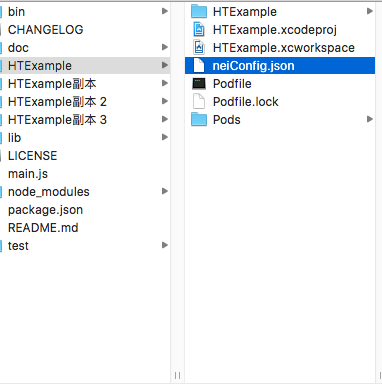 bin
CHANGELOG
doc
HTExample
HTExample副本
HTExample副本 2
HTExample副本 3
lib
LICENSE
main.js
node_modules
package.json
README.md
test
HTExample
HTExample.xcodeproj
HTExample.xcworkspace
neiConfig.json
Podfile
Podfile.lock
Pods